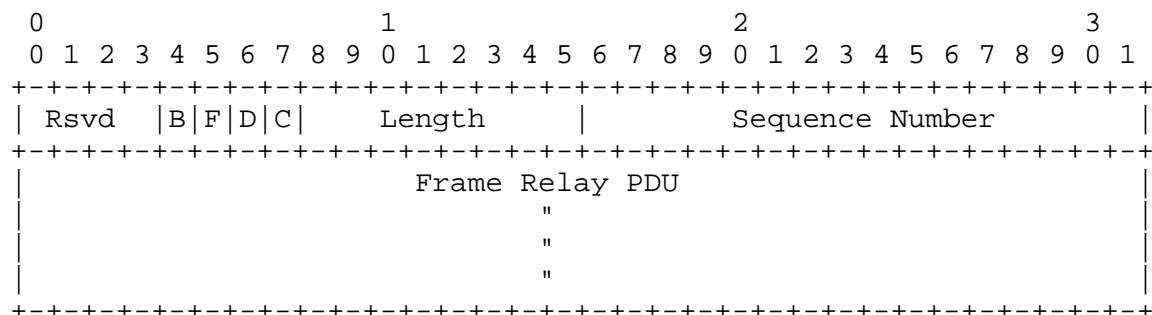 0                   1                   2                   3
 0 1 2 3 4 5 6 7 8 9 0 1 2 3 4 5 6 7 8 9 0 1 2 3 4 5 6 7 8 9 0 1
+-+-+-+-+-+-+-+-+-+-+-+-+-+-+-+-+-+-+-+-+-+-+-+-+-+-+-+-+-+-+-+-+
| Rsvd  |B|F|D|C|    Length     |        Sequence Number        |
+-+-+-+-+-+-+-+-+-+-+-+-+-+-+-+-+-+-+-+-+-+-+-+-+-+-+-+-+-+-+-+-+
|                      Frame Relay PDU                          |
|                             "                                 |
|                             "                                 |
|                             "                                 |
+-+-+-+-+-+-+-+-+-+-+-+-+-+-+-+-+-+-+-+-+-+-+-+-+-+-+-+-+-+-+-+-+